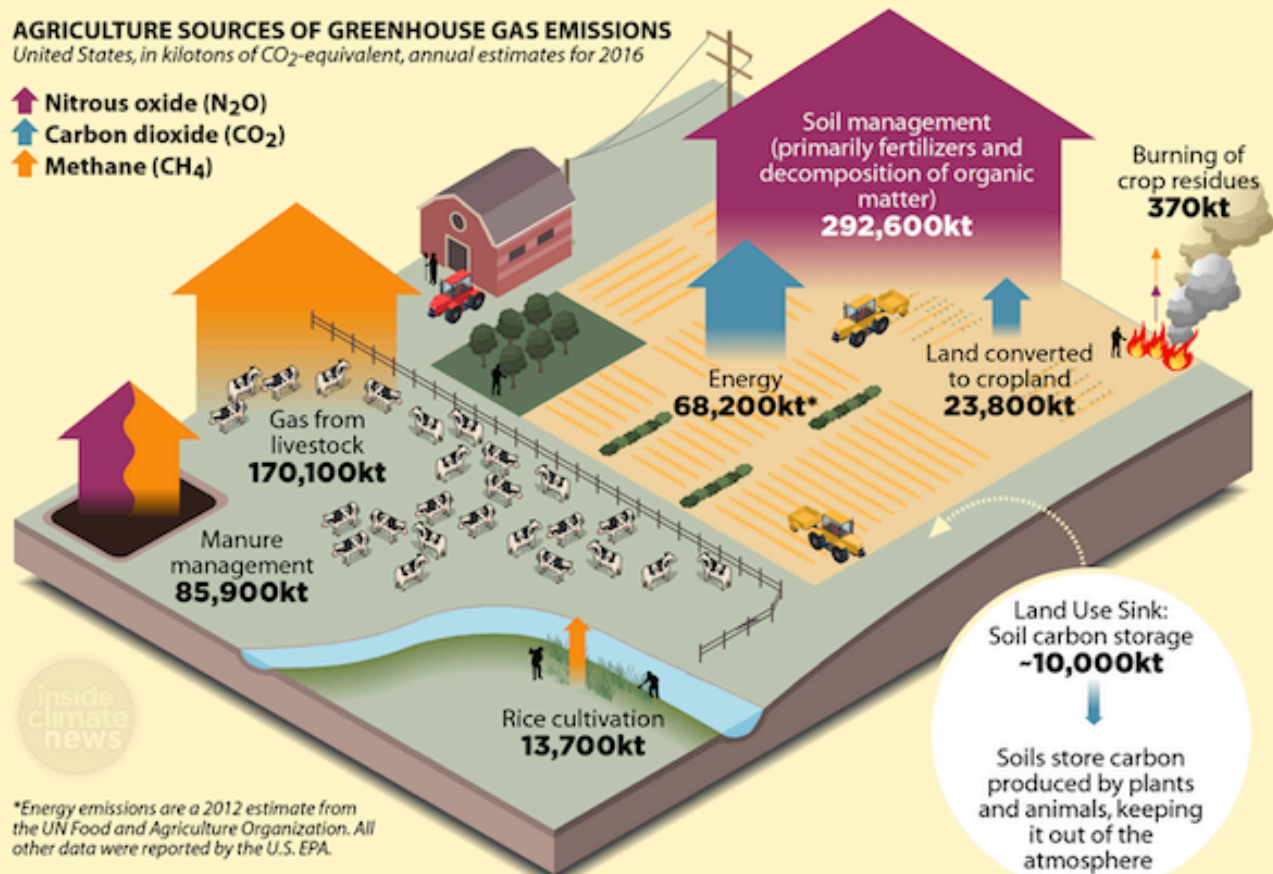 AGRICULTURE SOURCES OF GREENHOUSE GAS EMISSIONS
United States, in kilotons of CO₂-equivalent, annual estimates for 2016
Nitrous oxide (N₂O)
Carbon dioxide (CO₂)
Methane (CH₄)
Soil management
(primarily fertilizers and
decomposition of organic
matter)
292,600kt
Burning of
crop residues
370kt
Energy
68,200kt*
Land converted
to cropland
23,800kt
Gas from
livestock
170,100kt
Manure
management
85,900kt
Rice cultivation
13,700kt
Land Use Sink:
Soil carbon storage
~10,000kt
Soils store carbon
produced by plants
and animals, keeping
it out of the
atmosphere
inside
climate
news
*Energy emissions are a 2012 estimate from
the UN Food and Agriculture Organization. All
other data were reported by the U.S. EPA.